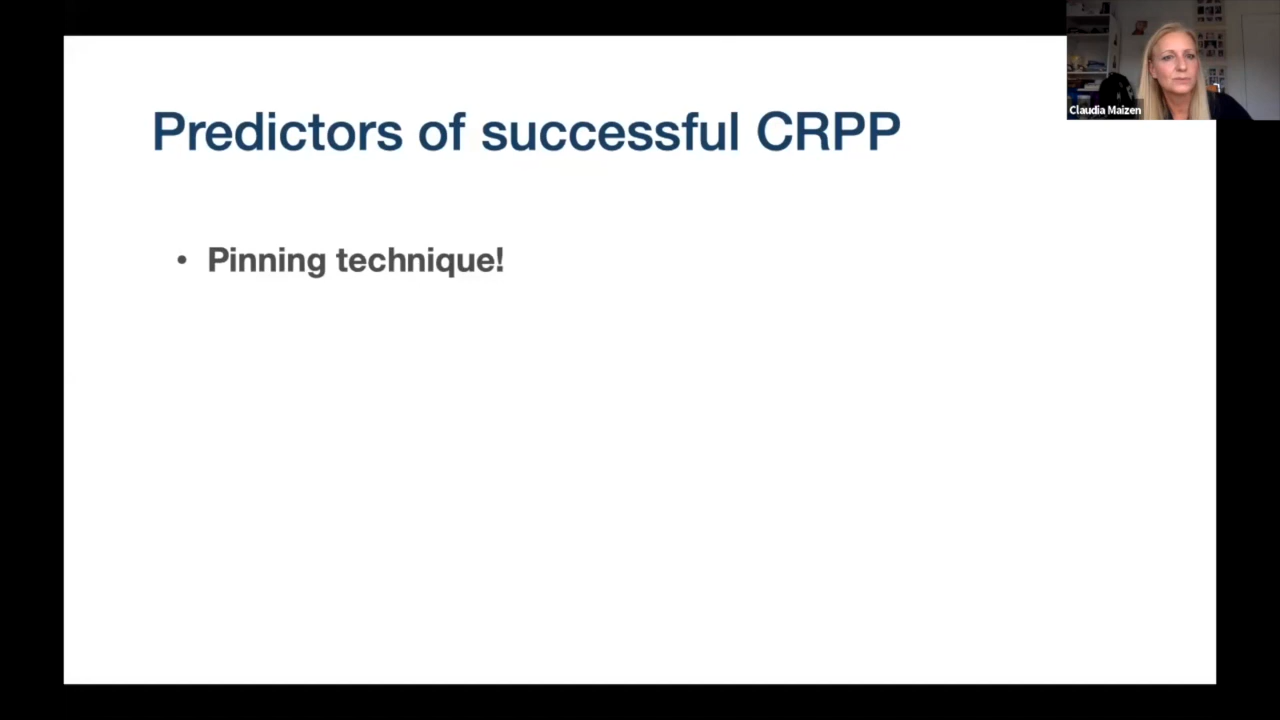 Predictors of successful CRPP
• Pinning technique!
Claudia Maizen